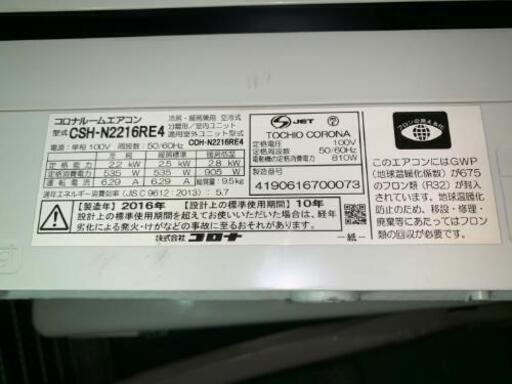 コロナルームエアコン
冷房・暖房兼用 空冷式
分離形/室内ユニット
型式 CSH-N2216RE4
適用室外ユニット型式
電源:単相 100V 周波数:50/60Hz COH-N2216RE4
冷房 暖房標準 暖房低温
定格能力 2.2 kW 2.5 kW 2.8 kW
定格消費電力 535 W 535 W 905 W
運転電流 6.29 A 6.29 A 総質量:9.5kg
通年エネルギー消費効率(JIS C 9612:2013):5.7
JET
TOCHIO CORONA
定格電圧 100V
定格周波数 50/60Hz
電動機の定格消費電力 810W
製造番号
4190616700073
【製造年】2016年 【設計上の標準使用期間】10年
設計上の標準使用期間を超えてお使いいただいた場合は、経年
劣化による発火・けがなどの事故に至るおそれがあります。
株式会社コロナ
—紙—
フロンの見える化
このエアコンにはGWP
(地球温暖化係数)が675
のフロン類(R32)が封入
されています。地球温暖化
防止のため、移設・修理・
廃棄等にあたってはフロン
類の回収が必要です。